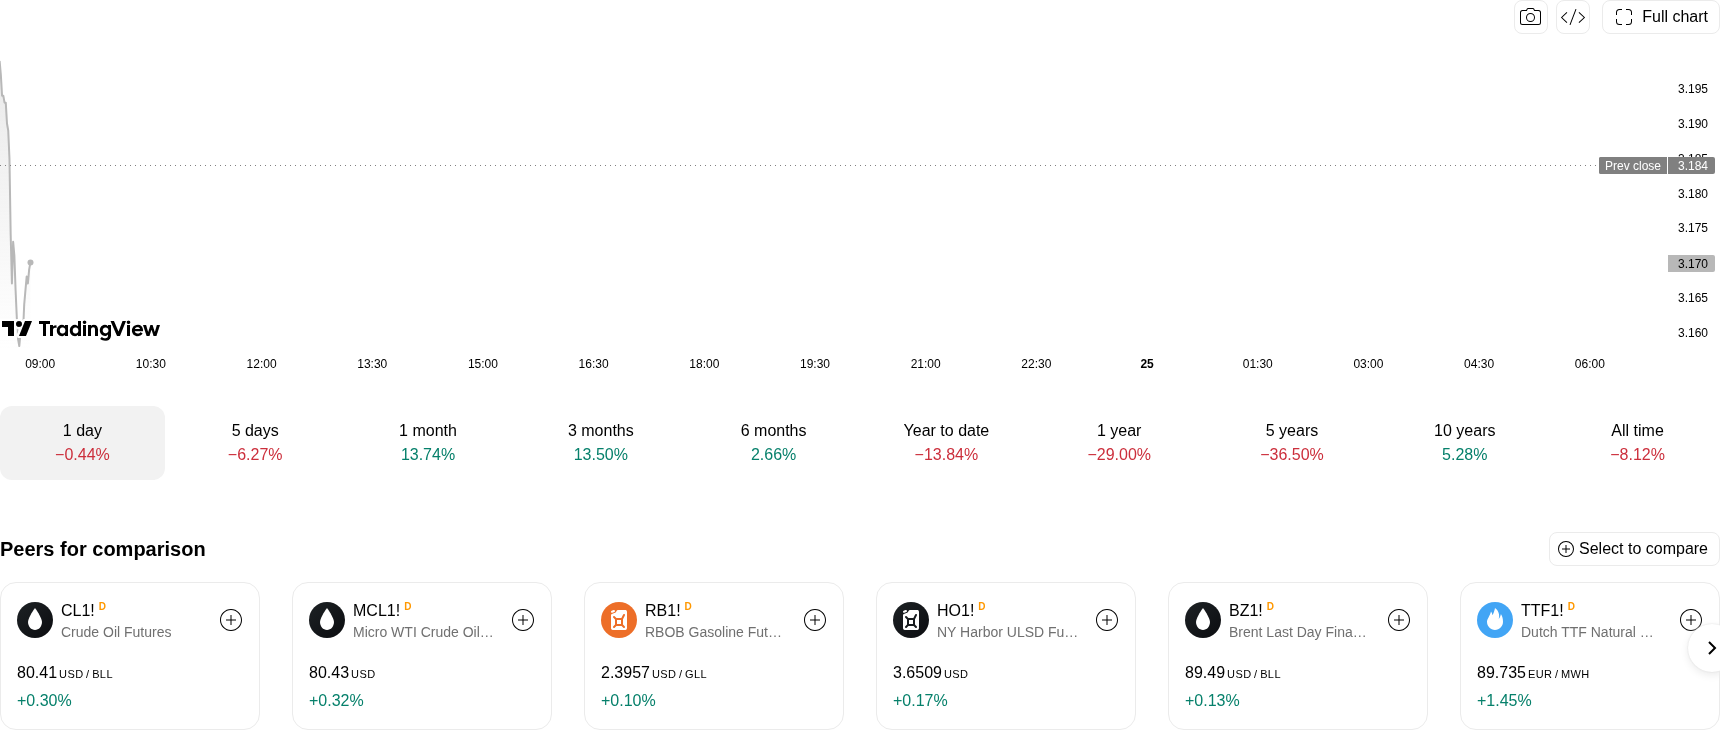 Full chart
3.195
3.190
Prev close 3.184
3.180
3.175
3.170
3.165
3.160
TradingView
09:00 10:30 12:00 13:30 15:00 16:30 18:00 19:30 21:00 22:30 25 01:30 03:00 04:30 06:00
1 day 5 days 1 month 3 months 6 months Year to date 1 year 5 years 10 years All time
−0.44% −6.27% 13.74% 13.50% 2.66% −13.84% −29.00% −36.50% 5.28% −8.12%
Peers for comparison
Select to compare
CL1! D
Crude Oil Futures
80.41 USD / BLL
+0.30%
MCL1! D
Micro WTI Crude Oil…
80.43 USD
+0.32%
RB1! D
RBOB Gasoline Fut…
2.3957 USD / GLL
+0.10%
HO1! D
NY Harbor ULSD Fu…
3.6509 USD
+0.17%
BZ1! D
Brent Last Day Fina…
89.49 USD / BLL
+0.13%
TTF1! D
Dutch TTF Natural …
89.735 EUR / MWH
+1.45%